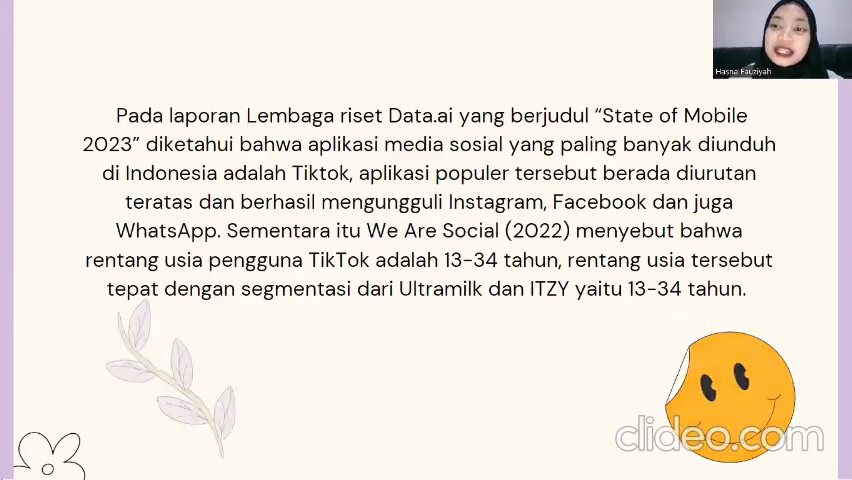 Hasna Fauziyah
Pada laporan Lembaga riset Data.ai yang berjudul “State of Mobile
2023” diketahui bahwa aplikasi media sosial yang paling banyak diunduh
di Indonesia adalah Tiktok, aplikasi populer tersebut berada diurutan
teratas dan berhasil mengungguli Instagram, Facebook dan juga
WhatsApp. Sementara itu We Are Social (2022) menyebut bahwa
rentang usia pengguna TikTok adalah 13-34 tahun, rentang usia tersebut
tepat dengan segmentasi dari Ultramilk dan ITZY yaitu 13-34 tahun.
clideo.com